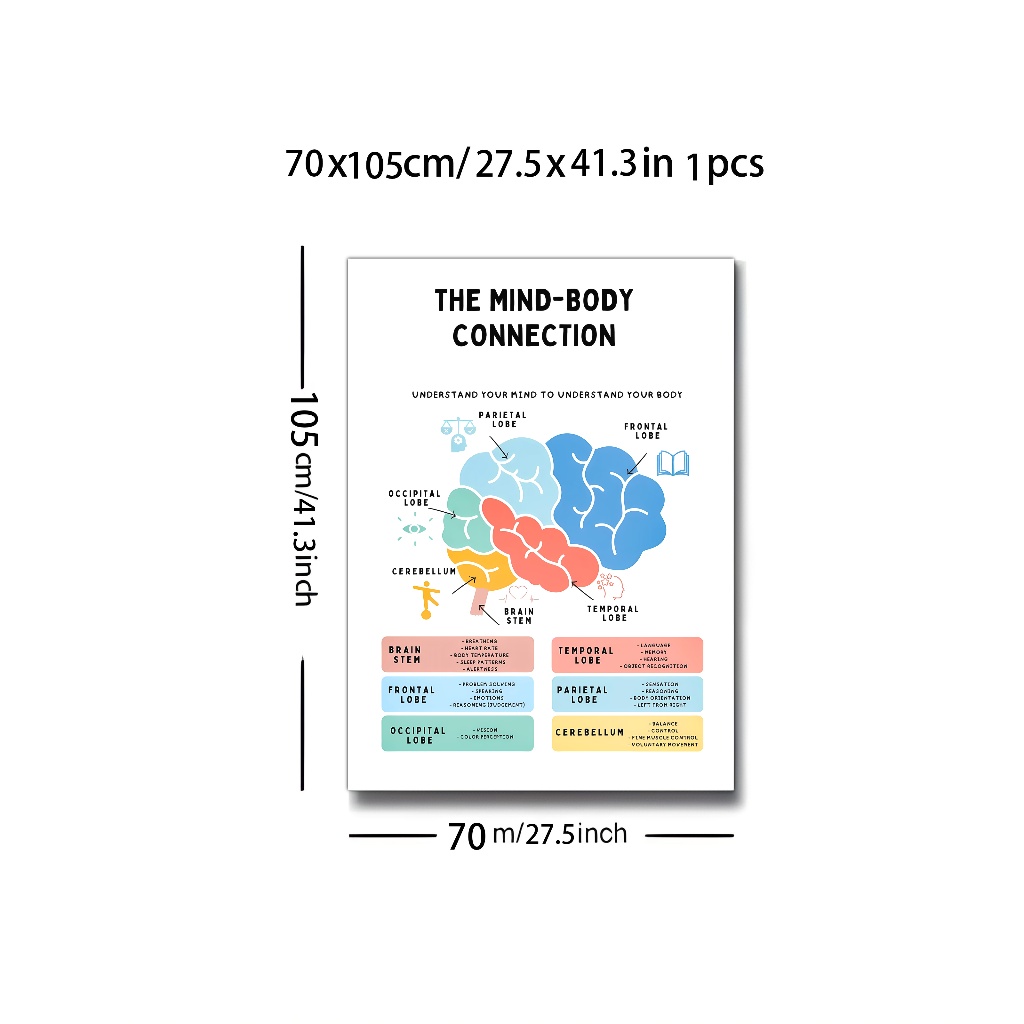 70x105cm/ 27.5x41.3in 1pcs
105cm/41.3inch
THE MIND-BODY
CONNECTION
UNDERSTAND YOUR MIND TO UNDERSTAND YOUR BODY
PARIETAL
LOBE
FRONTAL
LOBE
OCCIPITAL
LOBE
CEREBELLUM
BRAIN
STEM
TEMPORAL
LOBE
BRAIN
STEM
- BREATHING
- HEART RATE
- BODY TEMPERATURE
- SLEEP PATTERNS
- ALERTNESS
TEMPORAL
LOBE
- LANGUAGE
- MEMORY
- HEARING
- OBJECT RECOGNITION
FRONTAL
LOBE
- PROBLEM SOLVING
- SPEAKING
- EMOTIONS
- REASONING (JUDGEMENT)
PARIETAL
LOBE
- SENSATION
- REASONING
- BODY ORIENTATION
- LEFT FROM RIGHT
OCCIPITAL
LOBE
- VISION
- COLOR PERCEPTION
CEREBELLUM
- BALANCE
- CONTROL
- FINE MUSCLE CONTROL
VOLUNTARY MOVEMENT
70 m/27.5inch